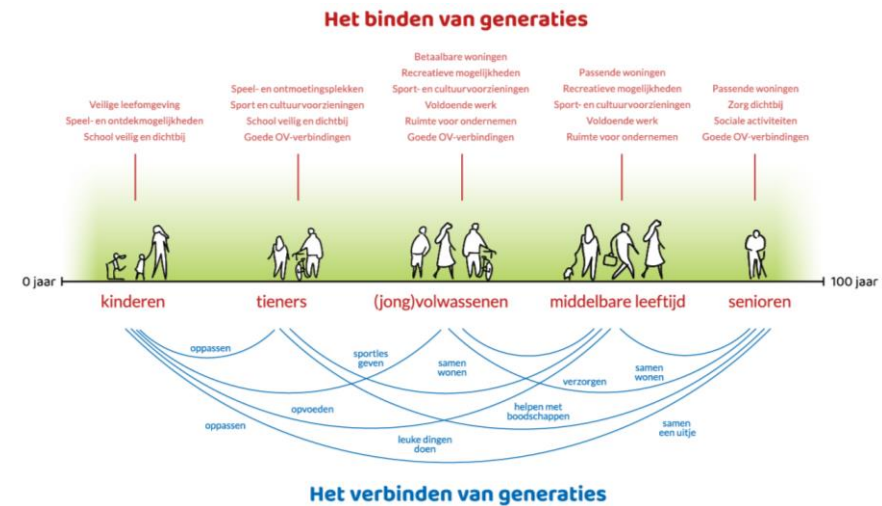 Het binden van generaties
Veilige leefomgeving
Speel- en ontdekmogelijkheden
School veilig en dichtbij
Speel- en ontmoetingsplekken
Sport en cultuurvoorzieningen
School veilig en dichtbij
Goede OV-verbindingen
Betaalbare woningen
Recreatieve mogelijkheden
Sport- en cultuurvoorzieningen
Voldoende werk
Ruimte voor ondernemen
Goede OV-verbindingen
Passende woningen
Recreatieve mogelijkheden
Sport- en cultuurvoorzieningen
Voldoende werk
Ruimte voor ondernemen
Passende woningen
Zorg dichtbij
Sociale activiteiten
Goede OV-verbindingen
0 jaar
100 jaar
kinderen
tieners
(jong)volwassenen
middelbare leeftijd
senioren
oppassen
sportles
geven
samen
wonen
verzorgen
samen
wonen
opvoeden
helpen met
boodschappen
oppassen
leuke dingen
doen
samen
een uitje
Het verbinden van generaties